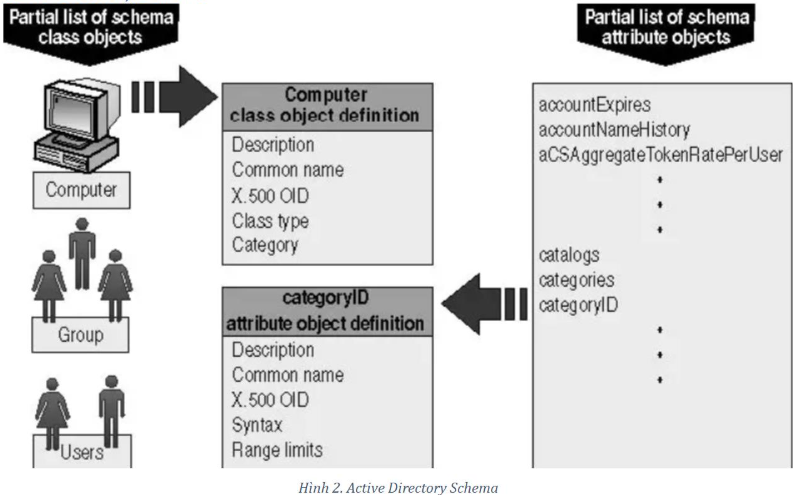 Partial list of schema
class objects
Partial list of schema
attribute objects
Computer
Group
Users
Computer
class object definition
Description
Common name
X.500 OID
Class type
Category
categoryID
attribute object definition
Description
Common name
X.500 OID
Syntax
Range limits
accountExpires
accountNameHistory
aCSAggregateTokenRatePerUser
catalogs
categories
categoryID
Hình 2. Active Directory Schema